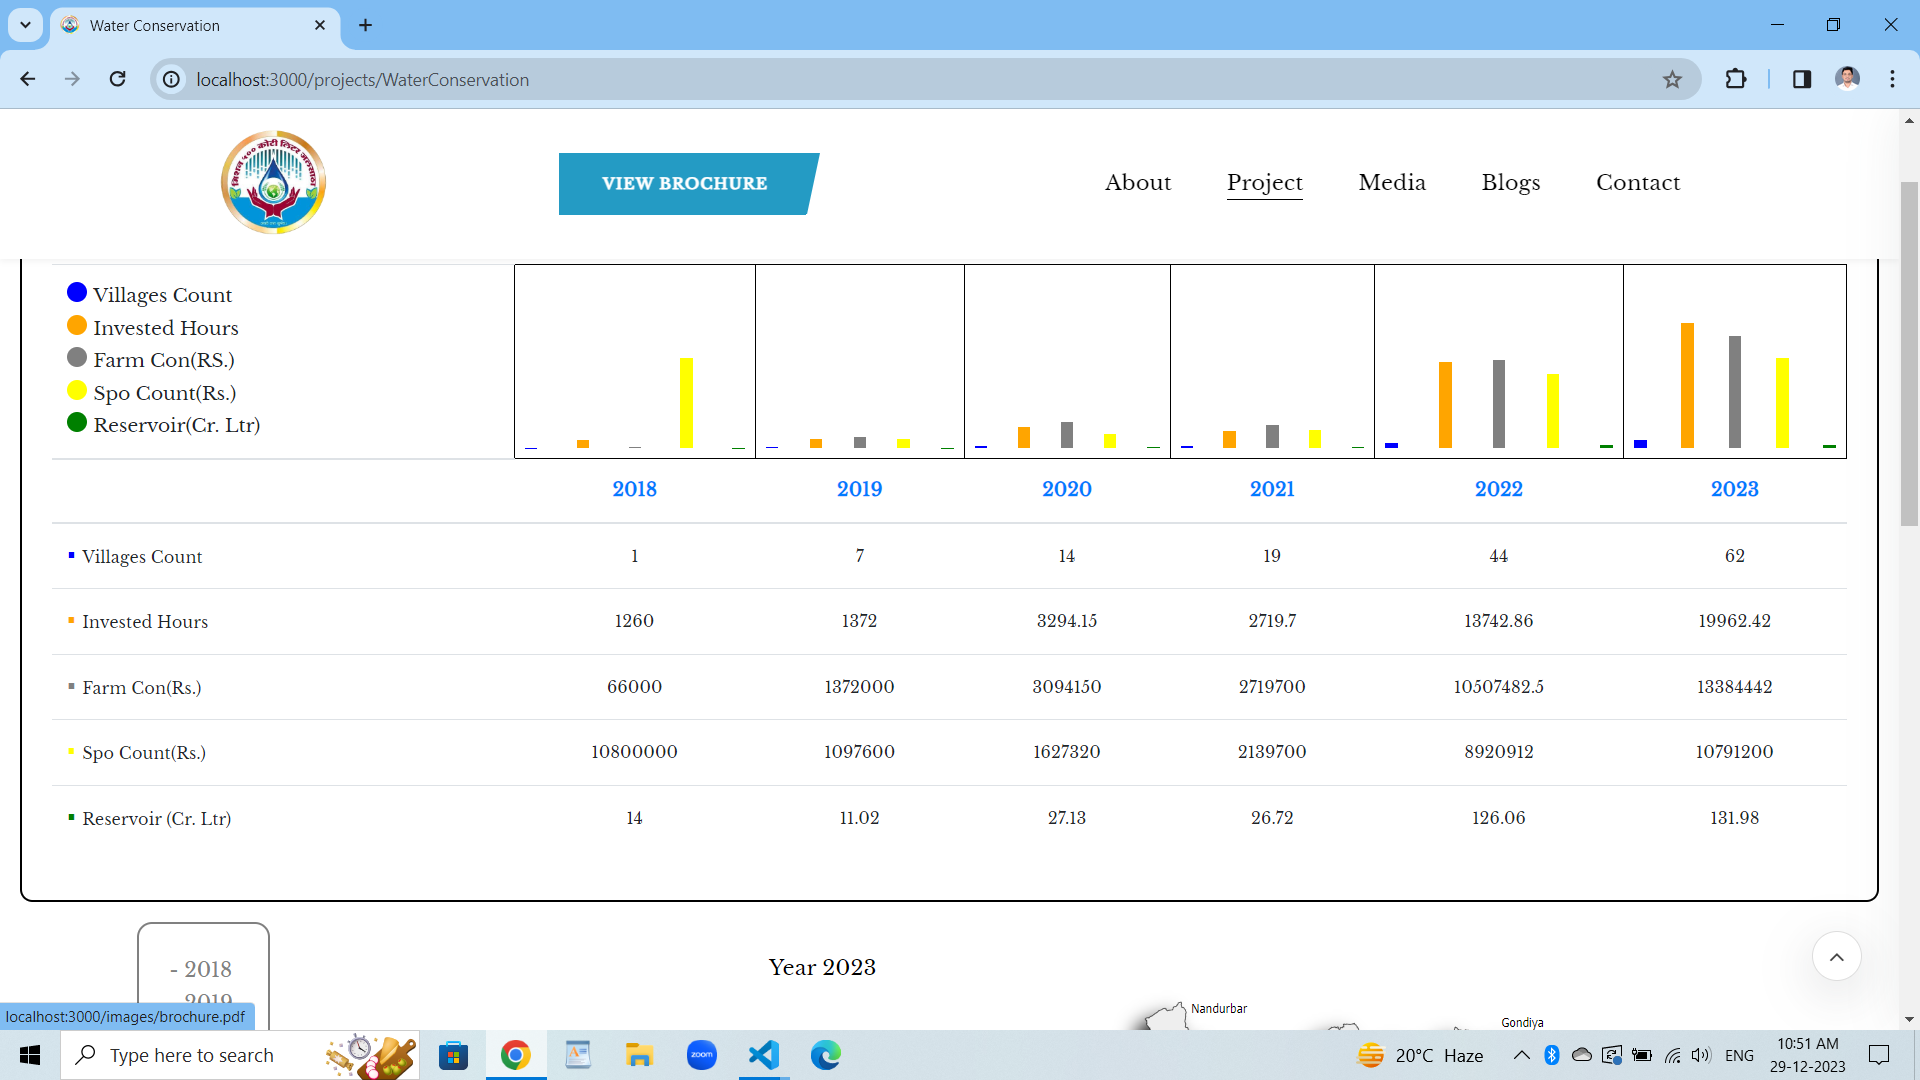 Water Conservation
localhost:3000/projects/WaterConservation
मिशन ५०० कोटी लिटर जलसाठा
VIEW BROCHURE
About Project Media Blogs Contact
Villages Count
Invested Hours
Farm Con(RS.)
Spo Count(Rs.)
Reservoir(Cr. Ltr)
2018 2019 2020 2021 2022 2023
Villages Count 1 7 14 19 44 62
Invested Hours 1260 1372 3294.15 2719.7 13742.86 19962.42
Farm Con(Rs.) 66000 1372000 3094150 2719700 10507482.5 13384442
Spo Count(Rs.) 10800000 1097600 1627320 2139700 8920912 10791200
Reservoir (Cr. Ltr) 14 11.02 27.13 26.72 126.06 131.98
- 2018
2019
Year 2023
Nandurbar
Gondiya
localhost:3000/images/brochure.pdf
Type here to search
zoom
20°C Haze
ENG
10:51 AM
29-12-2023